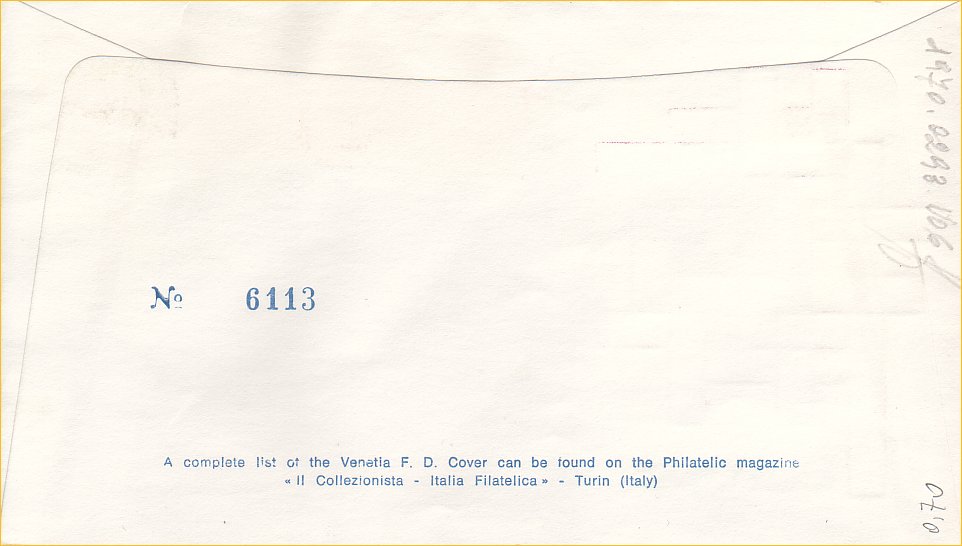 Nº 6113
A complete list of the Venetia F. D. Cover can be found on the Philatelic magazine
« Il Collezionista - Italia Filatelica » - Turin (Italy)
0,70